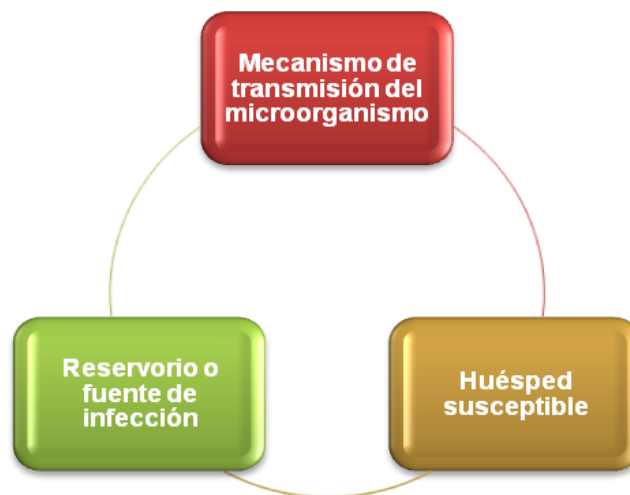 Mecanismo de
transmisión del
microorganismo
Reservorio o
fuente de
infección
Huésped
susceptible